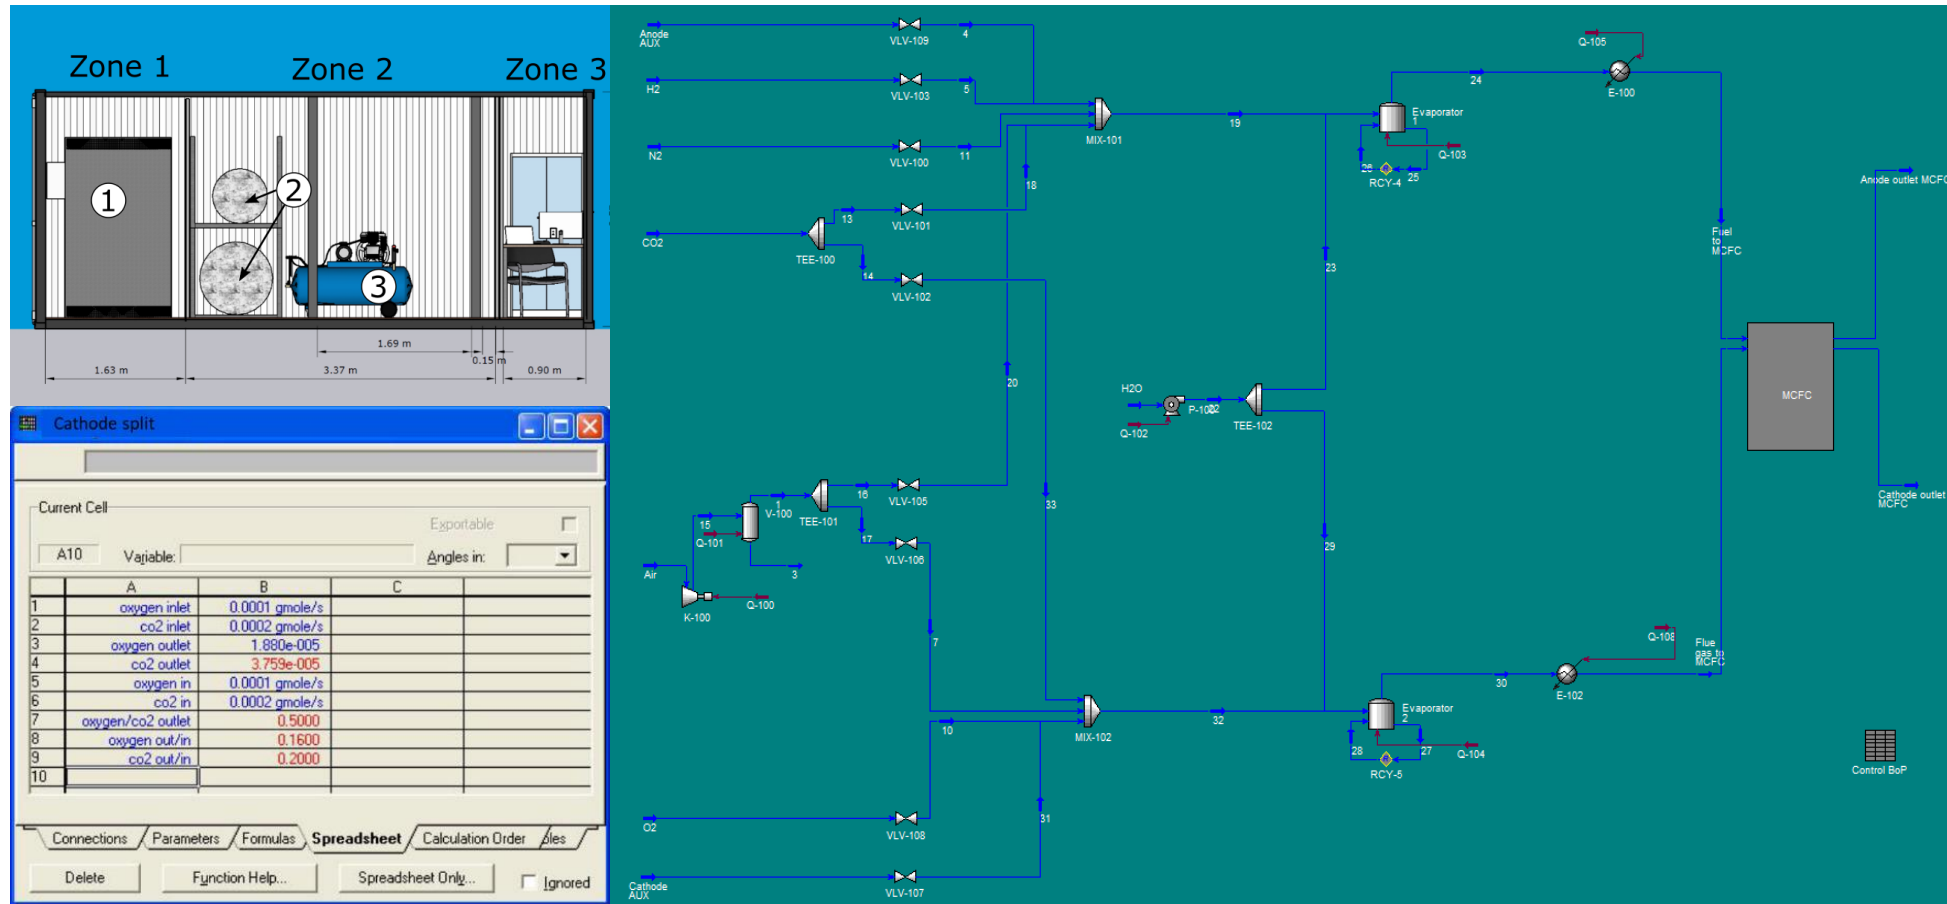 Zone 1
Zone 2
Zone 3
1
2
3
1.69 m
0.15 m
1.63 m
3.37 m
0.90 m
Cathode split
Current Cell
Exportable
A10
Variable:
Angles in:
A B C
1 oxygen inlet 0.0001 gmole/s
2 co2 inlet 0.0002 gmole/s
3 oxygen outlet 1.880e-005
4 co2 outlet 3.759e-005
5 oxygen in 0.0001 gmole/s
6 co2 in 0.0002 gmole/s
7 oxygen/co2 outlet 0.5000
8 oxygen out/in 0.1600
9 co2 out/in 0.2000
10
Connections Parameters Formulas Spreadsheet Calculation Order bles
Delete
Function Help...
Spreadsheet Only...
Ignored
Anode
AUX
VLV-109
4
H2
VLV-103
5
N2
VLV-100
11
MIX-101
19
18
CO2
TEE-100
13
VLV-101
14
VLV-102
20
33
Air
K-100
Q-100
15
Q-101
V-100
1
3
TEE-101
16
VLV-105
17
VLV-106
7
H2O
Q-102
P-100
22
TEE-102
23
29
MIX-102
32
10
O2
VLV-108
31
Cathode
AUX
VLV-107
Evaporator
1
Q-103
26
25
RCY-4
24
Q-105
E-100
Fuel
to
MCFC
Anode outlet MCFC
MCFC
Cathode outlet
MCFC
Evaporator
2
Q-104
28
27
RCY-5
30
Q-108
E-102
Flue
gas to
MCFC
Control BoP